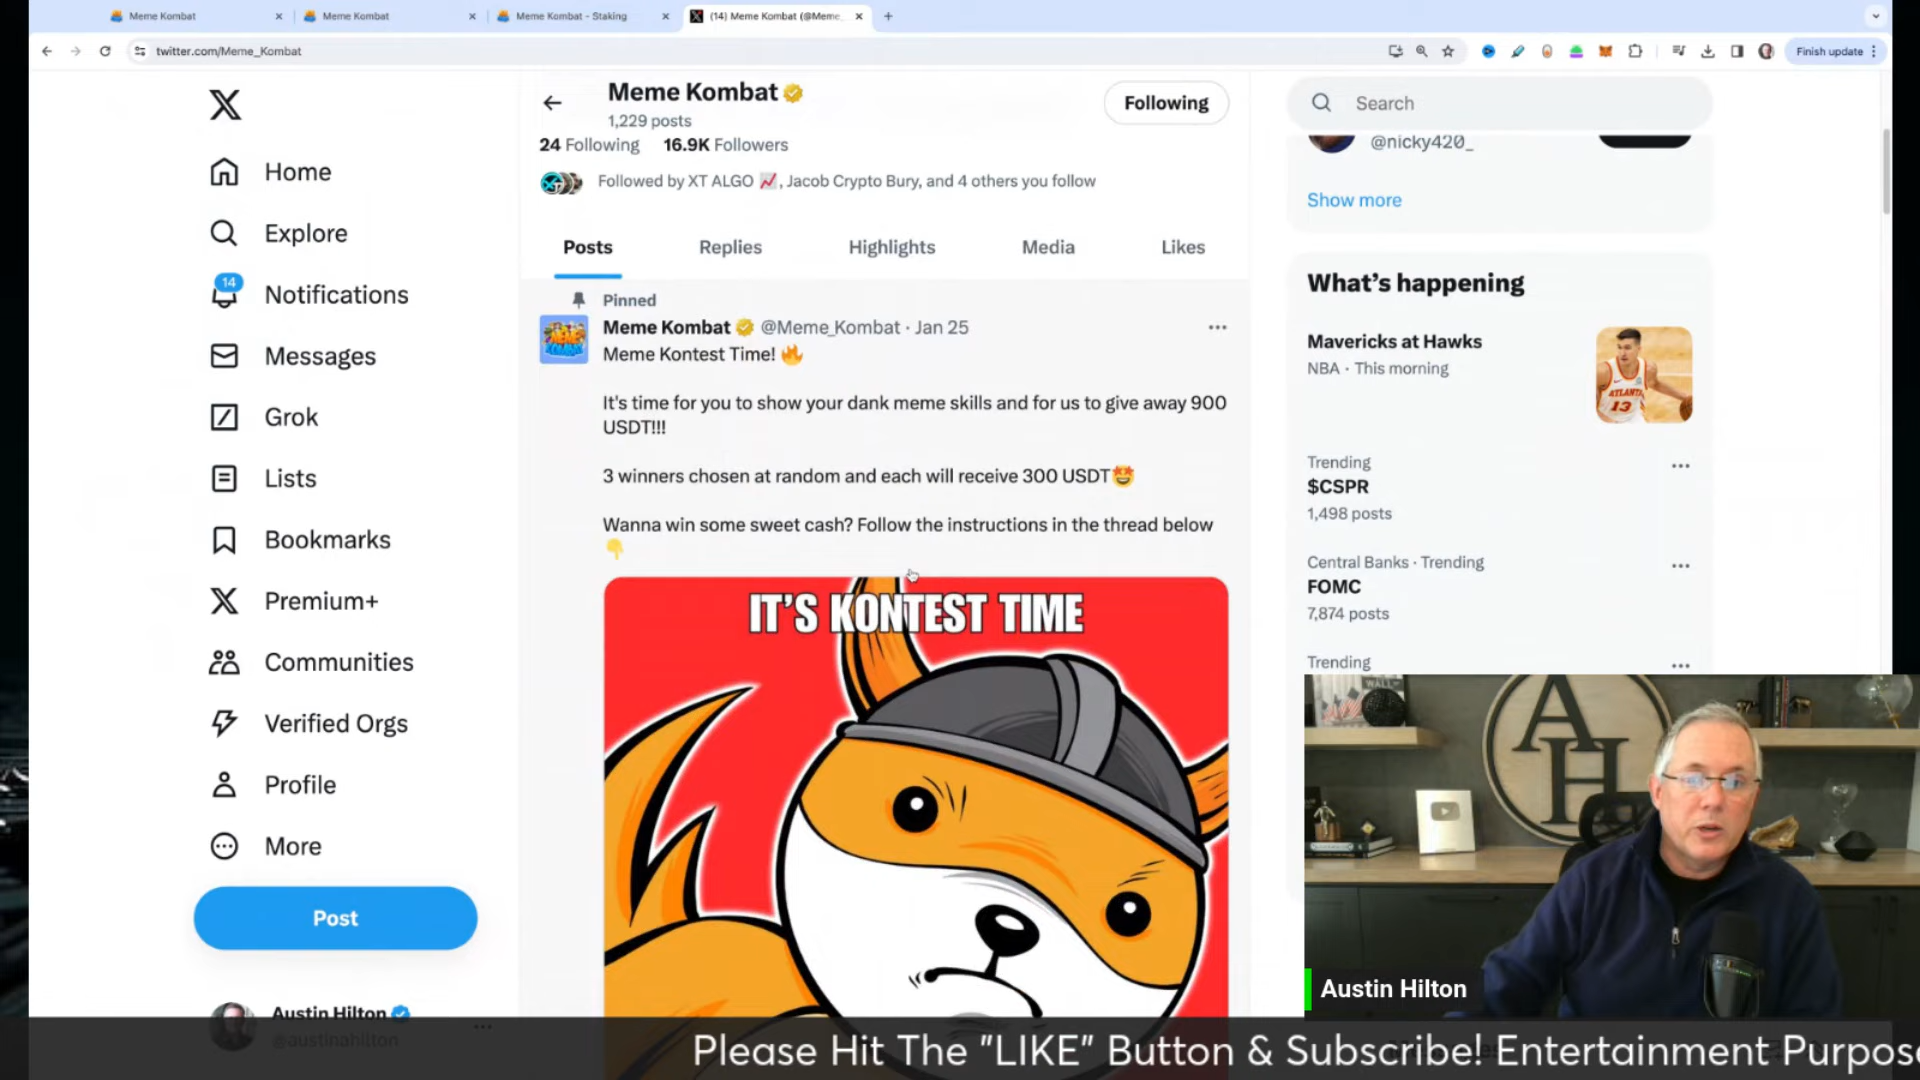 Meme Kombat
Meme Kombat
Meme Kombat - Staking
(14) Meme Kombat (@Meme_
twitter.com/Meme_Kombat
Finish update
Meme Kombat
1,229 posts
Following
24 Following 16.9K Followers
Followed by XT ALGO 📈, Jacob Crypto Bury, and 4 others you follow
Posts
Replies
Highlights
Media
Likes
Home
Explore
14
Notifications
Messages
Grok
Lists
Bookmarks
Premium+
Communities
Verified Orgs
Profile
More
Post
Austin Hilton
@austinahilton
Pinned
Meme Kombat @Meme_Kombat · Jan 25
Meme Kontest Time! 🔥
It's time for you to show your dank meme skills and for us to give away 900
USDT!!!
3 winners chosen at random and each will receive 300 USDT🤩
Wanna win some sweet cash? Follow the instructions in the thread below
👇
IT'S KONTEST TIME
Search
@nicky420_
Show more
What's happening
Mavericks at Hawks
NBA · This morning
ATLANTA
13
Trending
$CSPR
1,498 posts
Central Banks · Trending
FOMC
7,874 posts
Trending
WALL
AH
Austin Hilton
Please Hit The "LIKE" Button & Subscribe! Entertainment Purpos